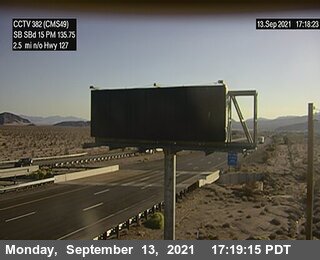 CCTV 382 (CMS49)
SB SBd 15 PM 135.75
2.5 mi n/o Hwy 127
13.Sep 2021 17:18:23
Monday, September 13, 2021 17:19:15 PDT